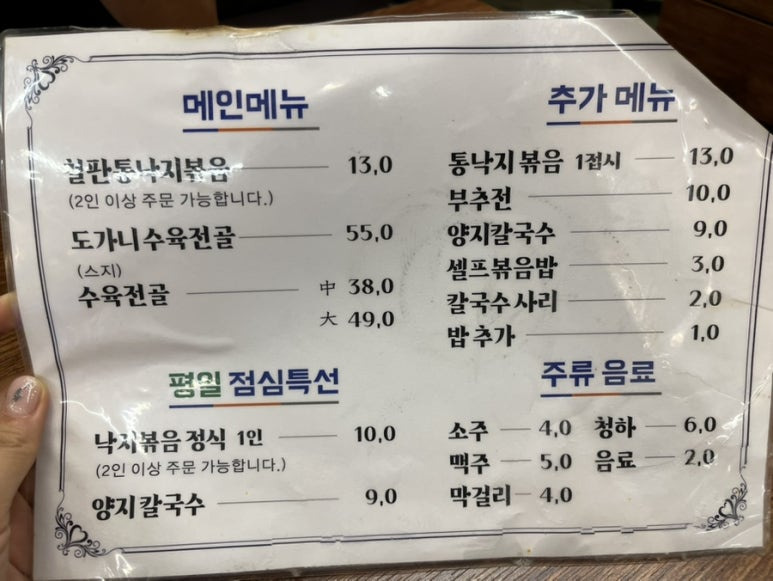 메인메뉴
철판통낙지볶음 13,0
(2인 이상 주문 가능합니다.)
도가니수육전골 55,0
(스지)
수육전골 中 38,0
大 49,0
평일 점심특선
낙지볶음 정식 1인 10,0
(2인 이상 주문 가능합니다.)
양지칼국수 9,0
추가 메뉴
통낙지볶음 1접시 13,0
부추전 10,0
양지칼국수 9,0
셀프볶음밥 3,0
칼국수사리 2,0
밥추가 1,0
주류 음료
소주 4,0 청하 6,0
맥주 5,0 음료 2,0
막걸리 4,0